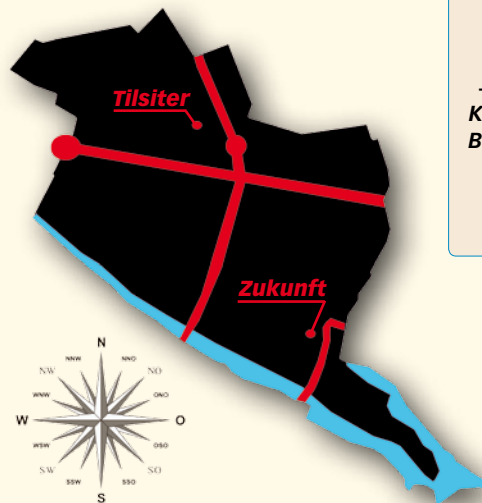 Tilsiter
K
B
Zukunft
N
NNW
NNO
NW
NO
WNW
ONO
W
O
WSW
OSO
SW
SO
SSW
SSO
S